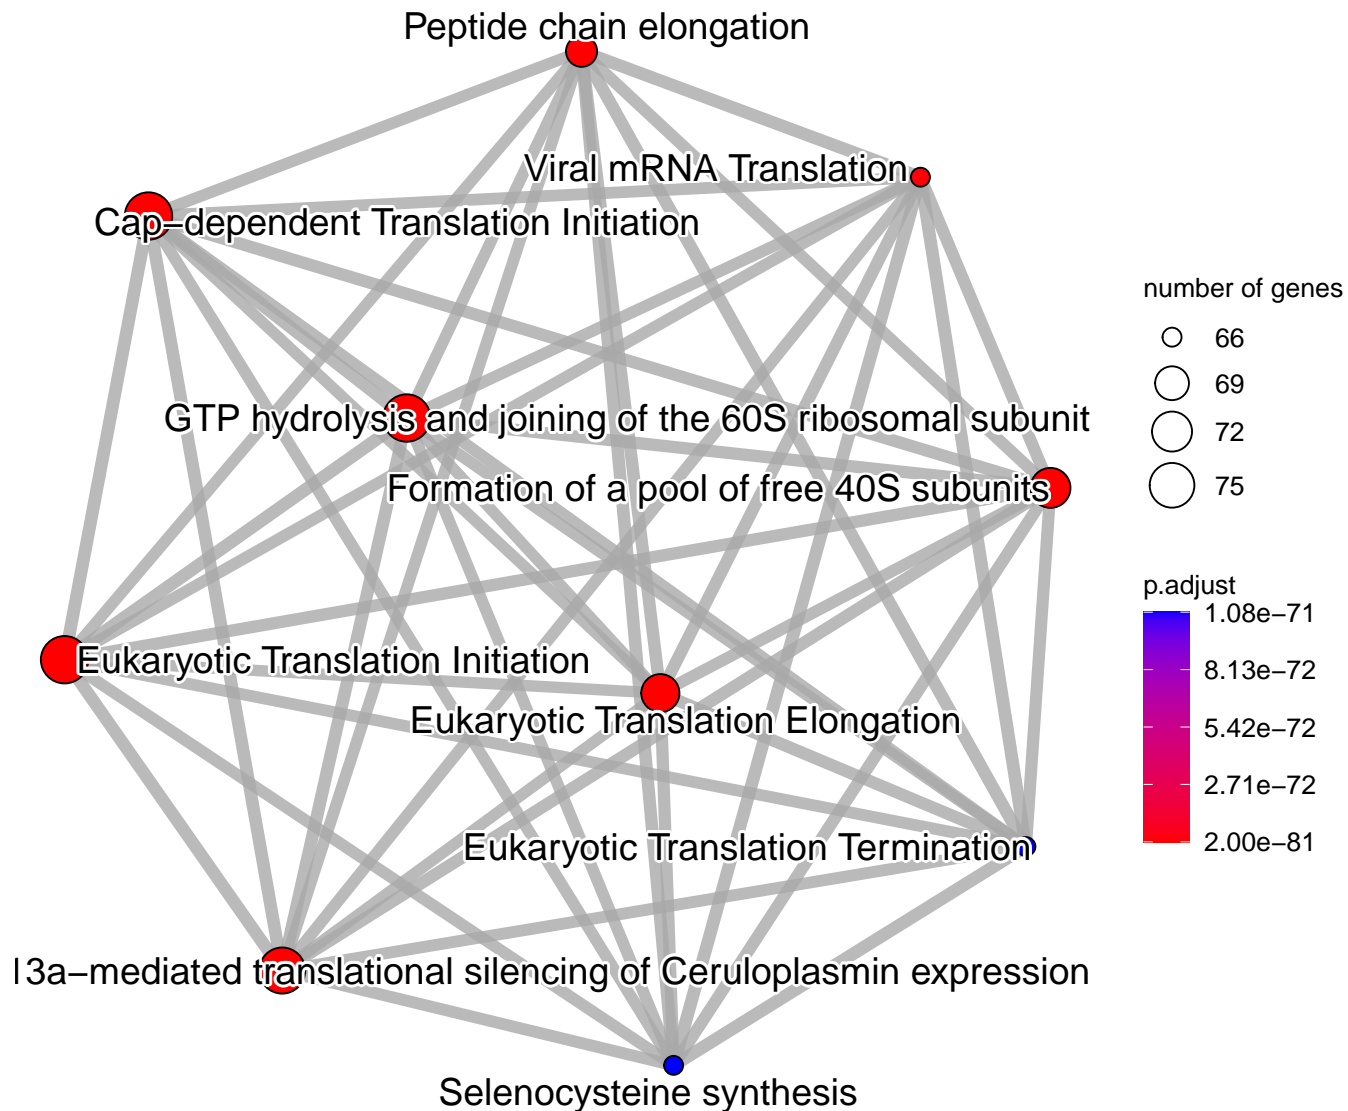 Peptide chain elongation
Viral mRNA Translation
Cap–dependent Translation Initiation
GTP hydrolysis and joining of the 60S ribosomal subunit
Formation of a pool of free 40S subunits
Eukaryotic Translation Initiation
Eukaryotic Translation Elongation
Eukaryotic Translation Termination
13a–mediated translational silencing of Ceruloplasmin expression
Selenocysteine synthesis
number of genes
66
69
72
75
p.adjust
1.08e−71
8.13e−72
5.42e−72
2.71e−72
2.00e−81